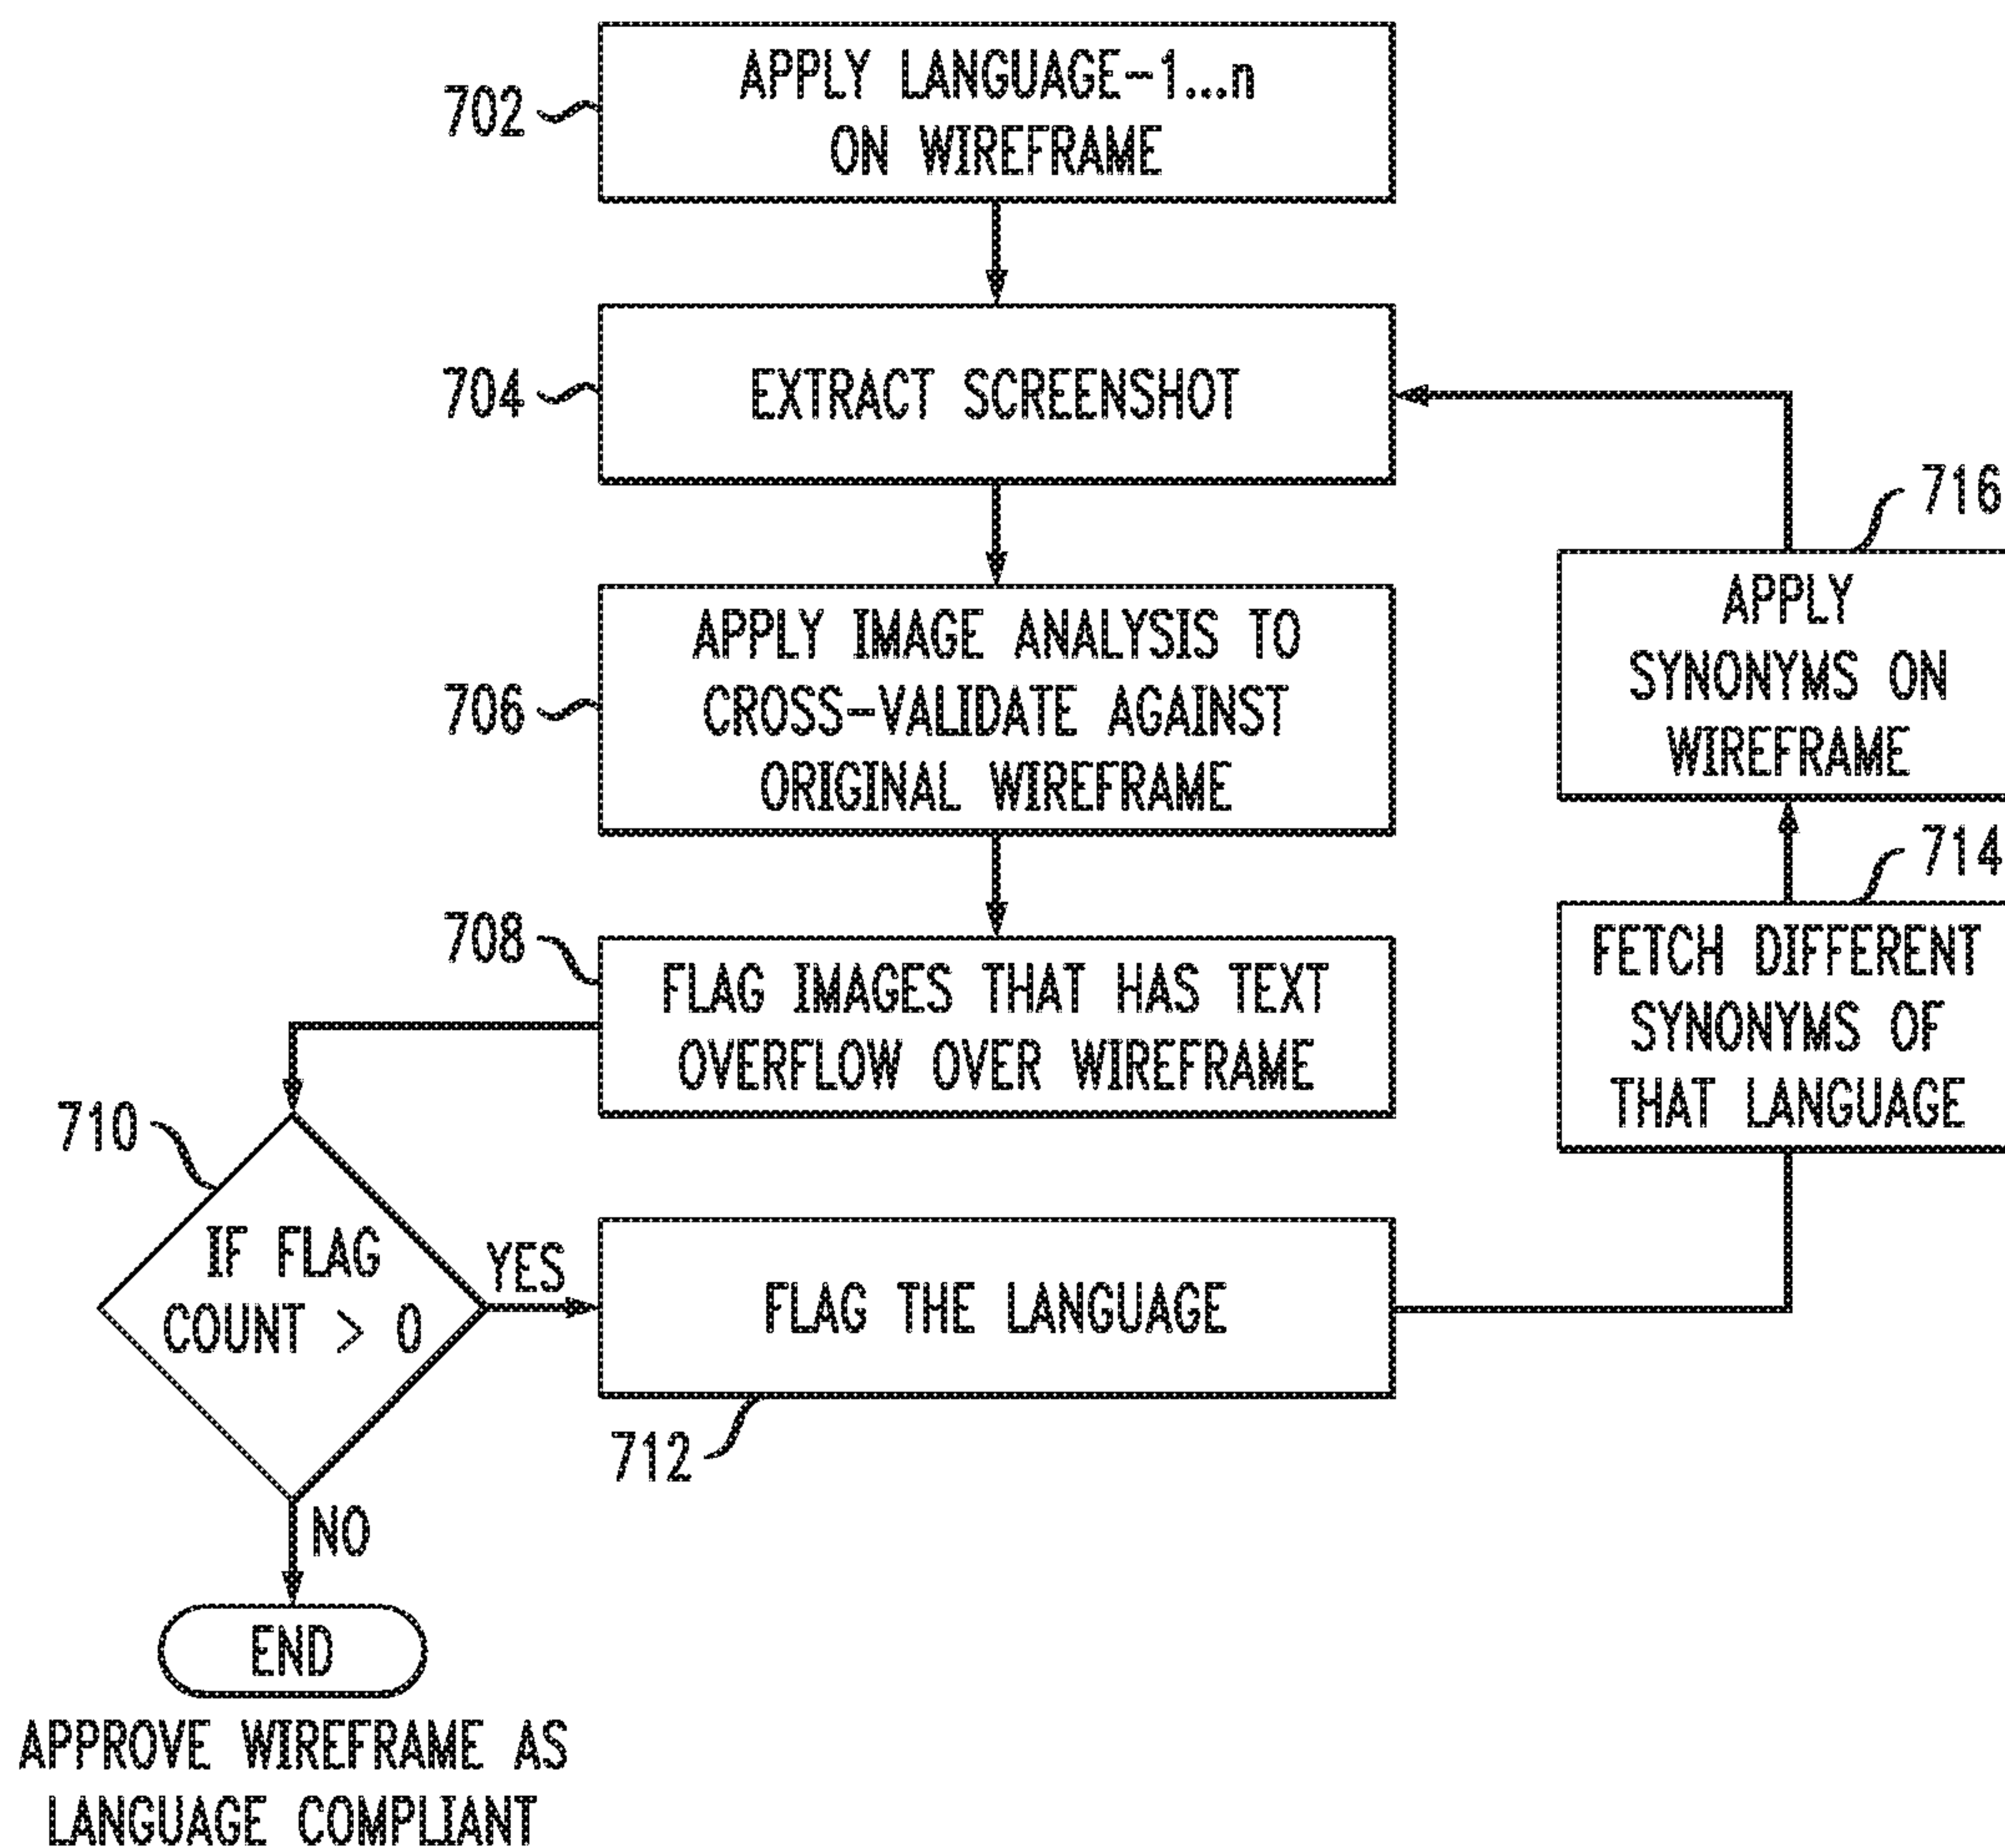 702
APPLY LANGUAGE-1...n
ON WIREFRAME
704
EXTRACT SCREENSHOT
706
APPLY IMAGE ANALYSIS TO
CROSS-VALIDATE AGAINST
ORIGINAL WIREFRAME
708
FLAG IMAGES THAT HAS TEXT
OVERFLOW OVER WIREFRAME
710
IF FLAG
COUNT > 0
YES
NO
END
APPROVE WIREFRAME AS
LANGUAGE COMPLIANT
FLAG THE LANGUAGE
712
714
FETCH DIFFERENT
SYNONYMS OF
THAT LANGUAGE
716
APPLY
SYNONYMS ON
WIREFRAME